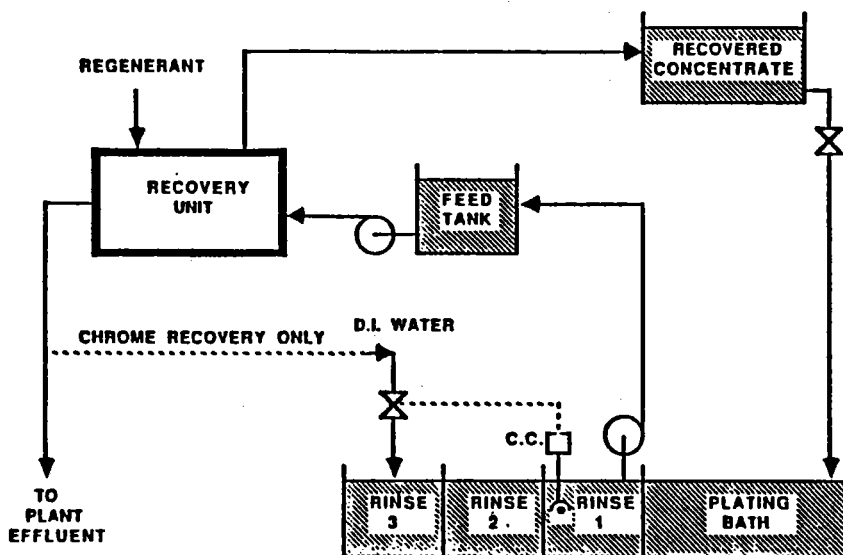 REGENERANT
RECOVERED
CONCENTRATE
RECOVERY
UNIT
FEED
TANK
CHROME RECOVERY ONLY
D.I. WATER
C.C.
TO
PLANT
EFFLUENT
RINSE
3
RINSE
2.
RINSE
1
PLATING
BATH